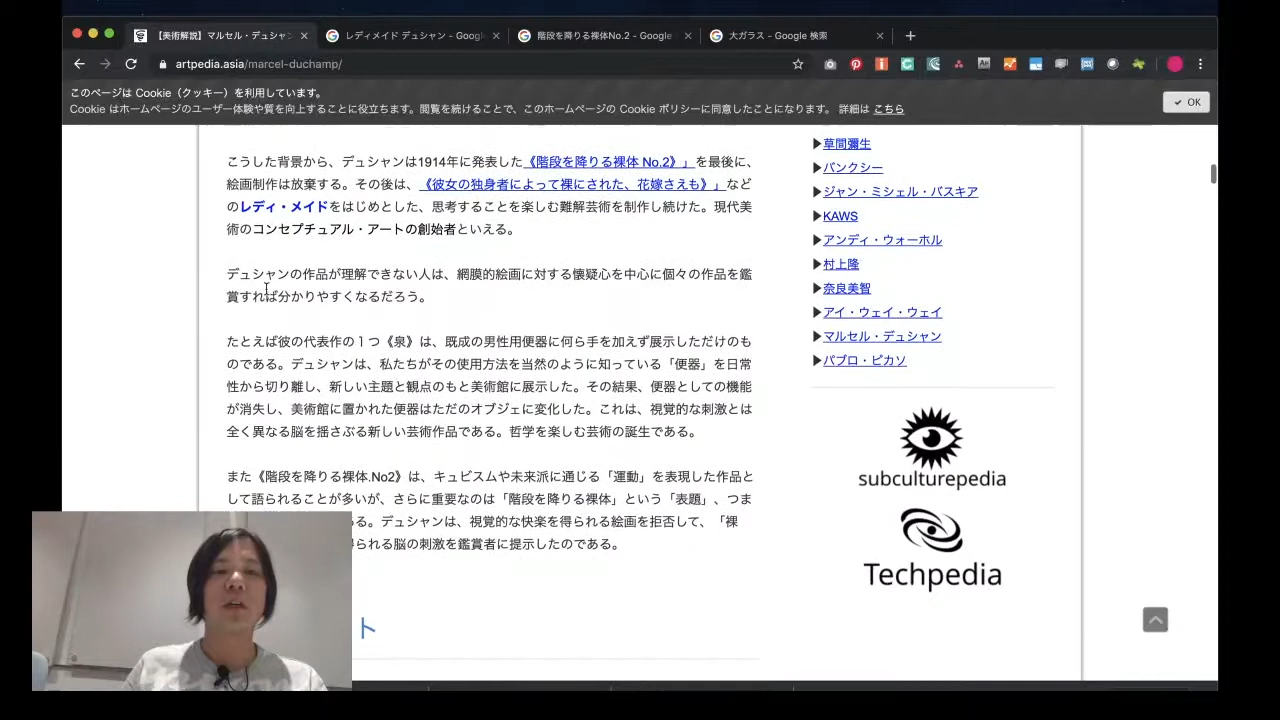 【美術解説】マルセル・デュシャン
レディメイド デュシャン - Google
階段を降りる裸体No.2 - Google
大ガラス - Google 検索
artpedia.asia/marcel-duchamp/
このページは Cookie（クッキー）を利用しています。
Cookie はホームページのユーザー体験や質を向上することに役立ちます。閲覧を続けることで、このホームページの Cookie ポリシーに同意したことになります。 詳細は こちら
OK
こうした背景から、デュシャンは1914年に発表した《階段を降りる裸体 No.2》」を最後に、
絵画制作は放棄する。その後は、《彼女の独身者によって裸にされた、花嫁さえも》」など
のレディ・メイドをはじめとした、思考することを楽しむ難解芸術を制作し続けた。現代美
術のコンセプチュアル・アートの創始者といえる。
デュシャンの作品が理解できない人は、網膜的絵画に対する懐疑心を中心に個々の作品を鑑
賞すれば分かりやすくなるだろう。
たとえば彼の代表作の１つ《泉》は、既成の男性用便器に何ら手を加えず展示しただけのも
のである。デュシャンは、私たちがその使用方法を当然のように知っている「便器」を日常
性から切り離し、新しい主題と観点のもと美術館に展示した。その結果、便器としての機能
が消失し、美術館に置かれた便器はただのオブジェに変化した。これは、視覚的な刺激とは
全く異なる脳を揺さぶる新しい芸術作品である。哲学を楽しむ芸術の誕生である。
また《階段を降りる裸体.No2》は、キュビスムや未来派に通じる「運動」を表現した作品と
して語られることが多いが、さらに重要なのは「階段を降りる裸体」という「表題」、つま
る。デュシャンは、視覚的な快楽を得られる絵画を拒否して、「裸
られる脳の刺激を鑑賞者に提示したのである。
ト
▶草間彌生
▶バンクシー
▶ジャン・ミシェル・バスキア
▶KAWS
▶アンディ・ウォーホル
▶村上隆
▶奈良美智
▶アイ・ウェイ・ウェイ
▶マルセル・デュシャン
▶パブロ・ピカソ
subculturepedia
Techpedia